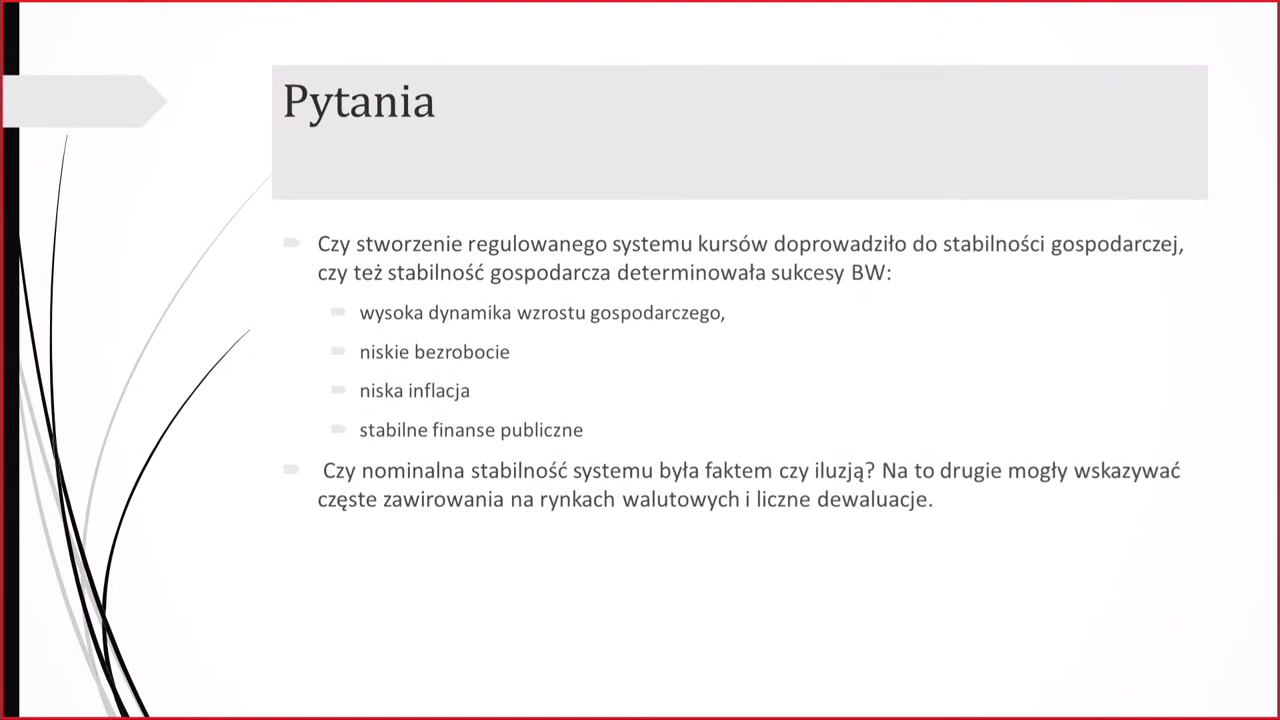 Pytania
Czy stworzenie regulowanego systemu kursów doprowadziło do stabilności gospodarczej,
czy też stabilność gospodarcza determinowała sukcesy BW:
wysoka dynamika wzrostu gospodarczego,
niskie bezrobocie
niska inflacja
stabilne finanse publiczne
Czy nominalna stabilność systemu była faktem czy iluzją? Na to drugie mogły wskazywać
częste zawirowania na rynkach walutowych i liczne dewaluacje.